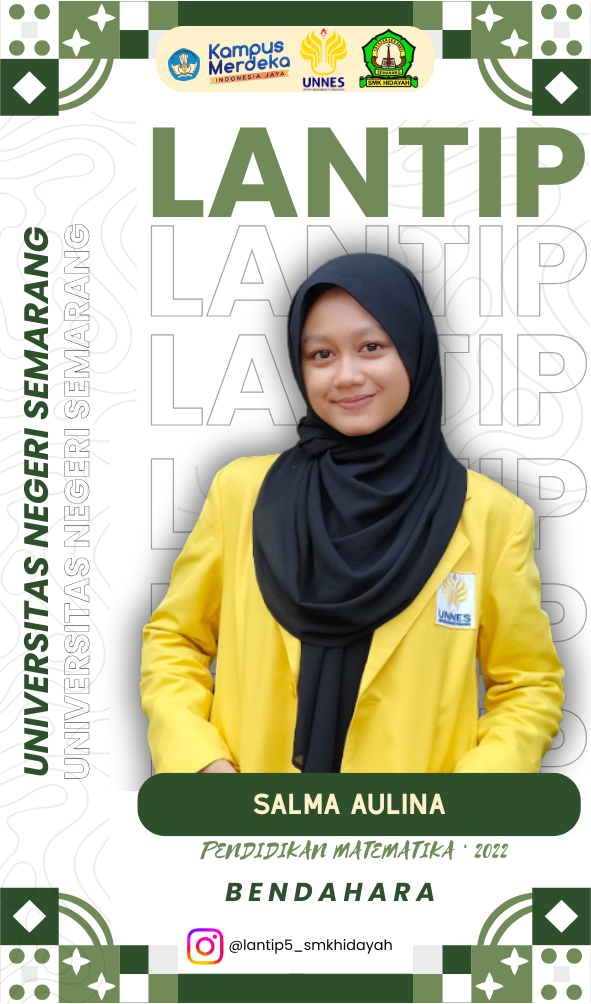 Kampus
Merdeka
INDONESIA JAYA
UNNES
SMK HIDAYAH
LANTIP
LANTIP
LANTIP
LANTIP
UNIVERSITAS NEGERI SEMARANG
UNIVERSITAS NEGERI SEMARANG
UNNES
SALMA AULINA
PENDIDIKAN MATEMATIKA ' 2022
BENDAHARA
@lantip5_smkhidayah